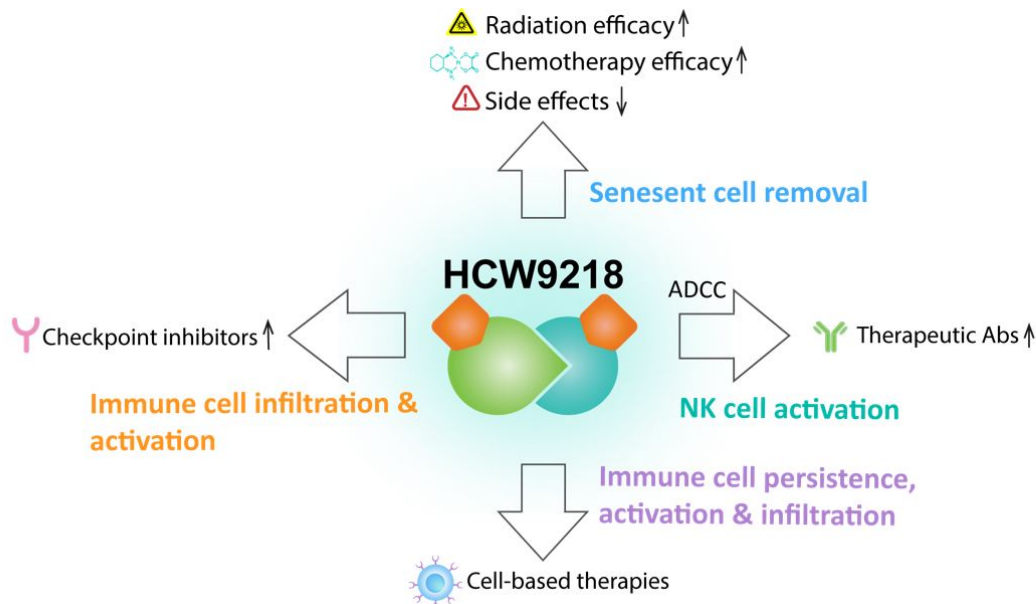 Radiation efficacy↑
Chemotherapy efficacy↑
Side effects↓
Senesent cell removal
HCW9218
ADCC
Checkpoint inhibitors↑
Therapeutic Abs↑
Immune cell infiltration &
activation
NK cell activation
Immune cell persistence,
activation & infiltration
Cell-based therapies